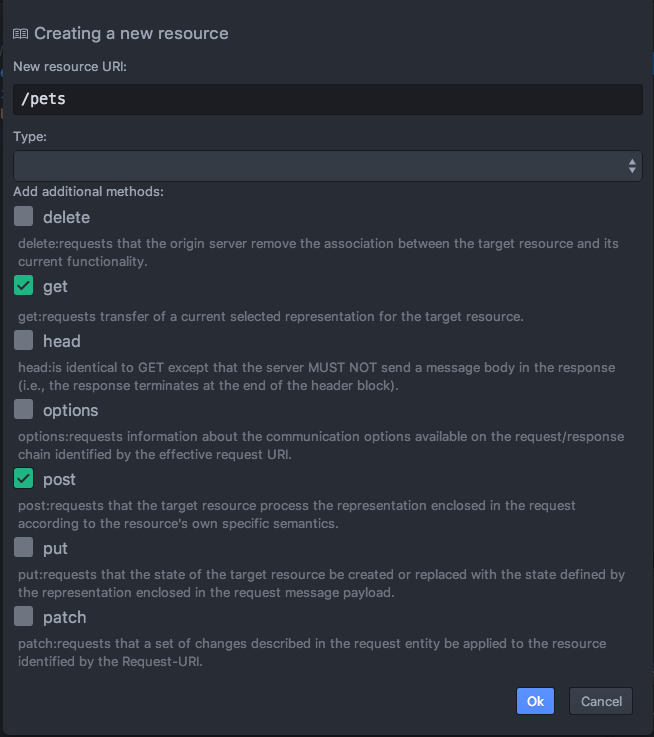 Creating a new resource
New resource URI:
/pets
Type:
Add additional methods:
delete
delete:requests that the origin server remove the association between the target resource and its
current functionality.
get
get:requests transfer of a current selected representation for the target resource.
head
head:is identical to GET except that the server MUST NOT send a message body in the response
(i.e., the response terminates at the end of the header block).
options
options:requests information about the communication options available on the request/response
chain identified by the effective request URI.
post
post:requests that the target resource process the representation enclosed in the request
according to the resource's own specific semantics.
put
put:requests that the state of the target resource be created or replaced with the state defined by
the representation enclosed in the request message payload.
patch
patch:requests that a set of changes described in the request entity be applied to the resource
identified by the Request-URI.
Ok Cancel